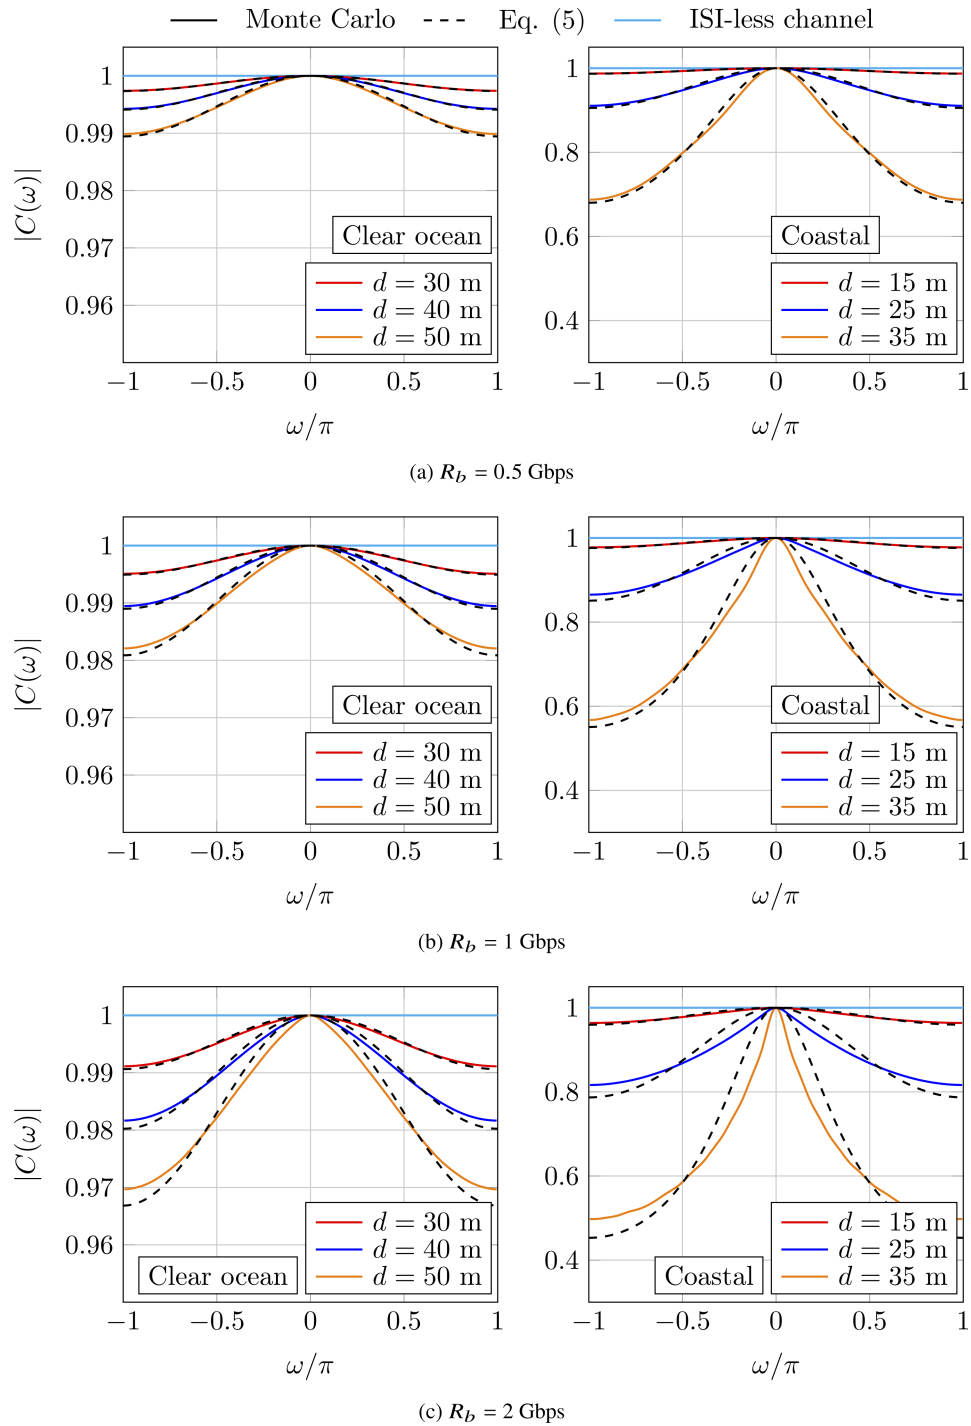 Monte Carlo Eq. (5) ISI-less channel
1
0.99
0.98
0.97
0.96
|C(ω)|
Clear ocean
d = 30 m
d = 40 m
d = 50 m
−1 −0.5 0 0.5 1
ω/π
1
0.8
0.6
0.4
Coastal
d = 15 m
d = 25 m
d = 35 m
−1 −0.5 0 0.5 1
ω/π
(a) R_b = 0.5 Gbps
1
0.99
0.98
0.97
0.96
|C(ω)|
Clear ocean
d = 30 m
d = 40 m
d = 50 m
−1 −0.5 0 0.5 1
ω/π
1
0.8
0.6
0.4
Coastal
d = 15 m
d = 25 m
d = 35 m
−1 −0.5 0 0.5 1
ω/π
(b) R_b = 1 Gbps
1
0.99
0.98
0.97
0.96
|C(ω)|
d = 30 m
d = 40 m
d = 50 m
Clear ocean
−1 −0.5 0 0.5 1
ω/π
1
0.8
0.6
0.4
d = 15 m
d = 25 m
d = 35 m
Coastal
−1 −0.5 0 0.5 1
ω/π
(c) R_b = 2 Gbps